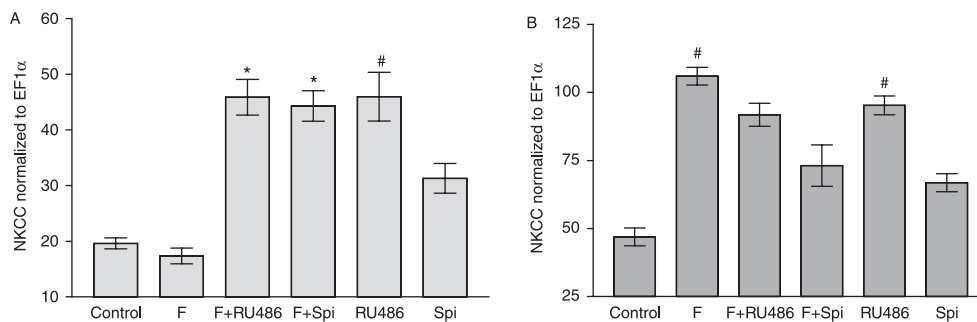 A
NKCC normalized to EF1α
60
50
40
30
20
10
*
*
#
Control F F+RU486 F+Spi RU486 Spi
B
NKCC normalized to EF1α
125
100
75
50
25
#
#
Control F F+RU486 F+Spi RU486 Spi